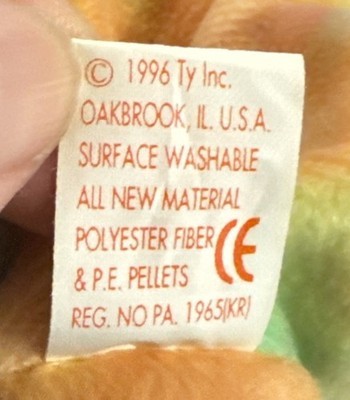 © 1996 Ty Inc.
OAKBROOK, IL. U.S.A.
SURFACE WASHABLE
ALL NEW MATERIAL
POLYESTER FIBER
& P.E. PELLETS
CE
REG. NO PA. 1965(KR)